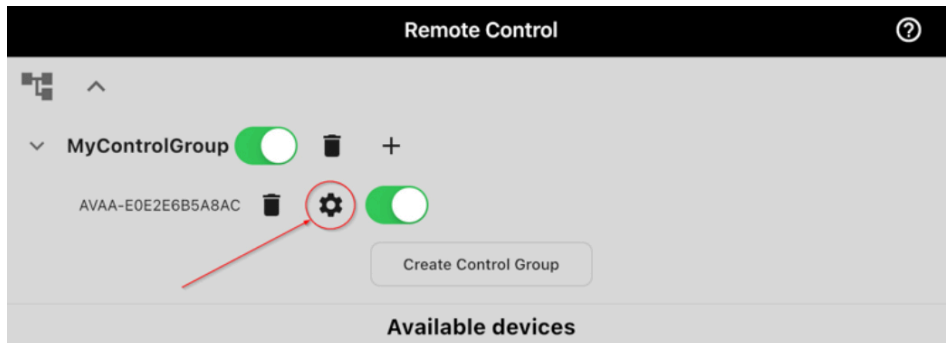 Remote Control
MyControlGroup
AVAA-E0E2E6B5A8AC
Create Control Group
Available devices